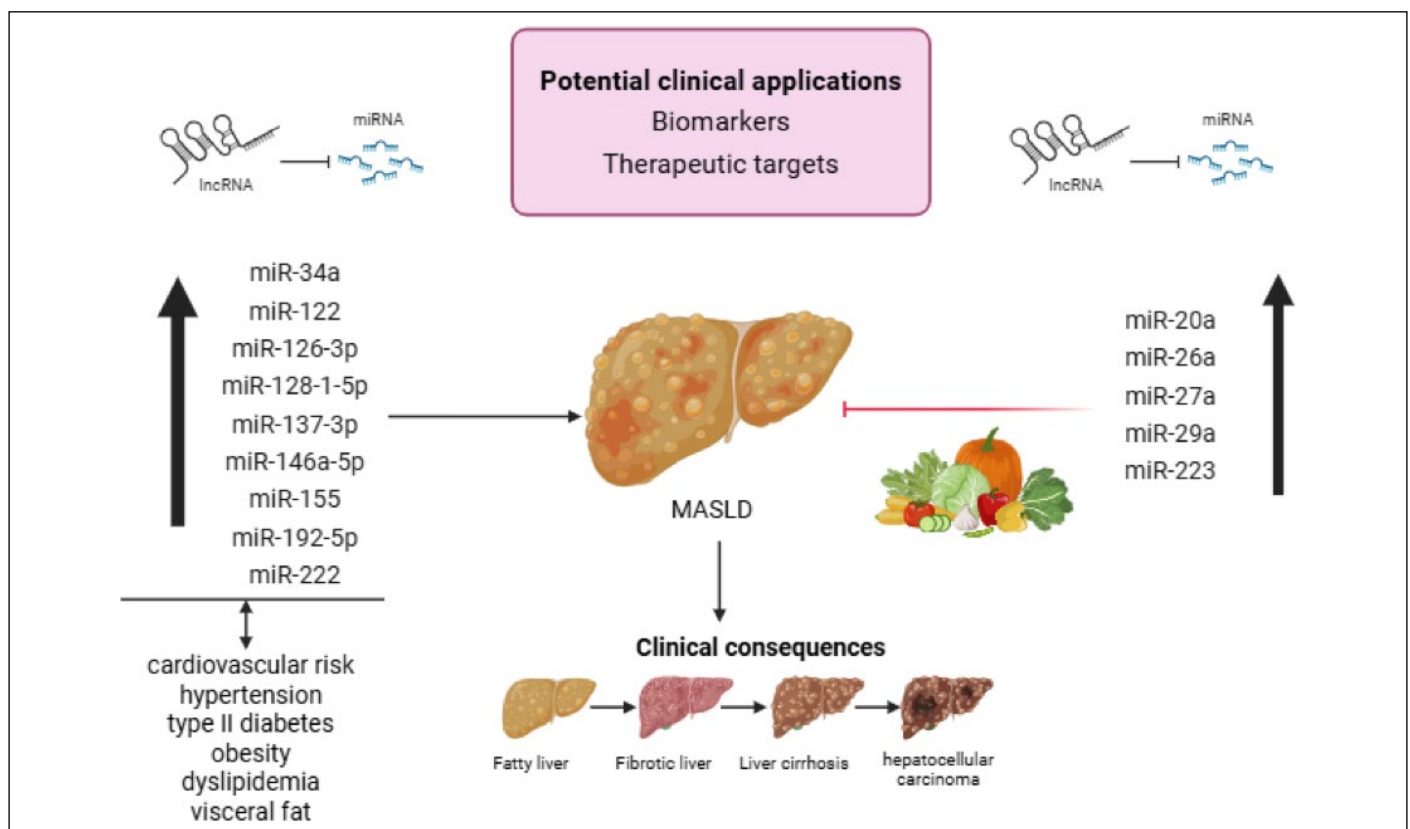 Potential clinical applications
Biomarkers
Therapeutic targets
miRNA
lncRNA
miRNA
lncRNA
miR-34a
miR-122
miR-126-3p
miR-128-1-5p
miR-137-3p
miR-146a-5p
miR-155
miR-192-5p
miR-222
cardiovascular risk
hypertension
type II diabetes
obesity
dyslipidemia
visceral fat
MASLD
miR-20a
miR-26a
miR-27a
miR-29a
miR-223
Clinical consequences
Fatty liver
Fibrotic liver
Liver cirrhosis
hepatocellular
carcinoma